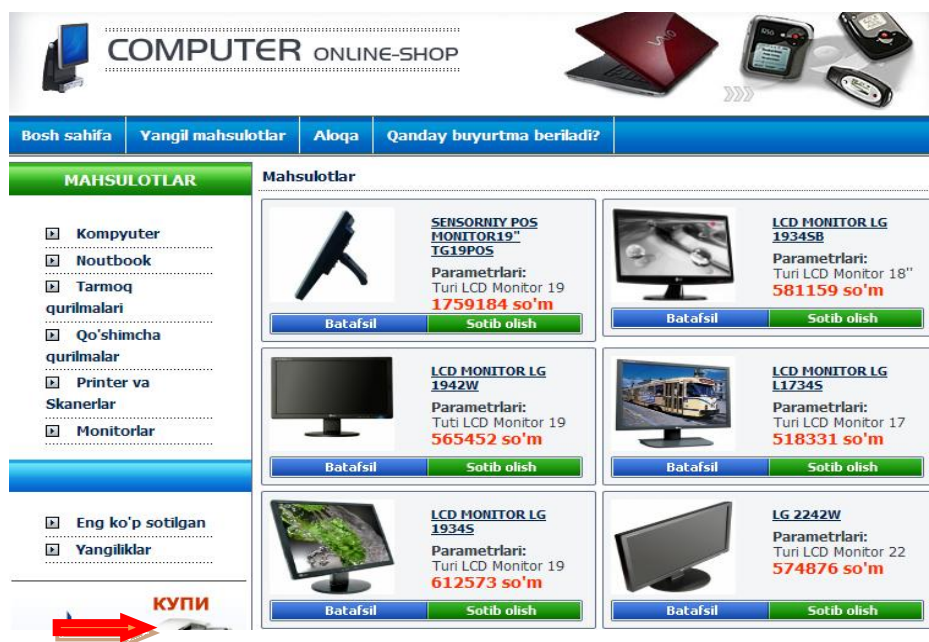 COMPUTER ONLINE-SHOP
Bosh sahifa Yangil mahsulotlar Aloqa Qanday buyurtma beriladi?
MAHSULOTLAR
Kompyuter
Noutbook
Tarmoq
qurilmalari
Qo'shimcha
qurilmalar
Printer va
Skanerlar
Monitorlar
Eng ko'p sotilgan
Yangiliklar
КУПИ
Mahsulotlar
SENSORNIY POS
MONITOR19"
TG19POS
Parametrlari:
Turi LCD Monitor 19
1759184 so'm
Batafsil Sotib olish
LCD MONITOR LG
1934SB
Parametrlari:
Turi LCD Monitor 18"
581159 so'm
Batafsil Sotib olish
LCD MONITOR LG
1942W
Parametrlari:
Tuti LCD Monitor 19
565452 so'm
Batafsil Sotib olish
LCD MONITOR LG
L1734S
Parametrlari:
Turi LCD Monitor 17
518331 so'm
Batafsil Sotib olish
LCD MONITOR LG
1934S
Parametrlari:
Turi LCD Monitor 19
612573 so'm
Batafsil Sotib olish
LG 2242W
Parametrlari:
Turi LCD Monitor 22
574876 so'm
Batafsil Sotib olish